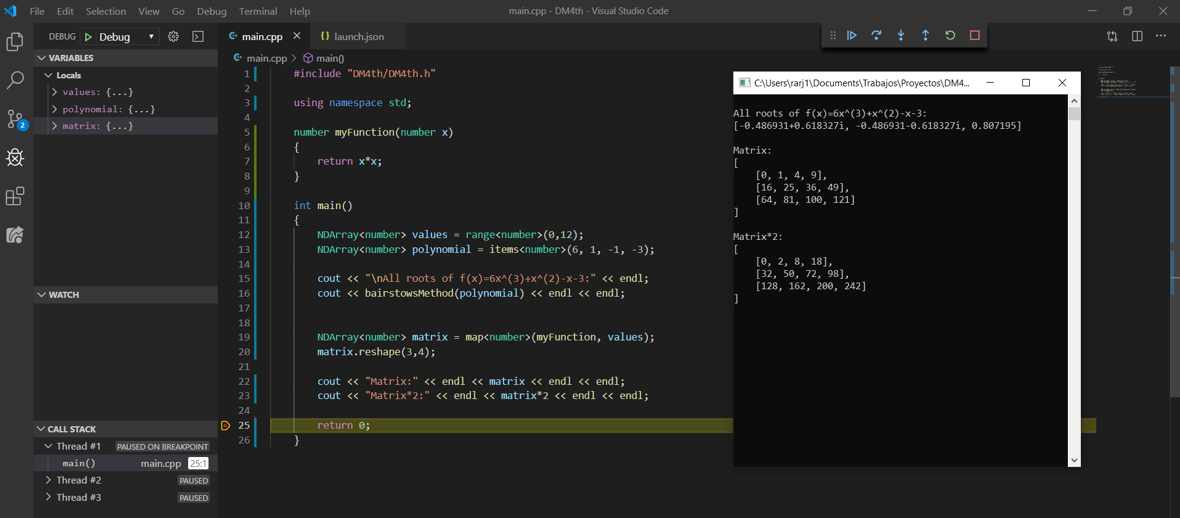 File Edit Selection View Go Debug Terminal Help
main.cpp - DM4th - Visual Studio Code
DEBUG Debug
main.cpp
launch.json
VARIABLES
Locals
values: {...}
polynomial: {...}
matrix: {...}
2
WATCH
CALL STACK
Thread #1 PAUSED ON BREAKPOINT
main() main.cpp 25:1
Thread #2 PAUSED
Thread #3 PAUSED
main.cpp > main()
1 #include "DM4th/DM4th.h"
2
3 using namespace std;
4
5 number myFunction(number x)
6 {
7 return x*x;
8 }
9
10 int main()
11 {
12 NDArray<number> values = range<number>(0,12);
13 NDArray<number> polynomial = items<number>(6, 1, -1, -3);
14
15 cout << "\nAll roots of f(x)=6x^(3)+x^(2)-x-3:" << endl;
16 cout << bairstowsMethod(polynomial) << endl << endl;
17
18
19 NDArray<number> matrix = map<number>(myFunction, values);
20 matrix.reshape(3,4);
21
22 cout << "Matrix:" << endl << matrix << endl << endl;
23 cout << "Matrix*2:" << endl << matrix*2 << endl << endl;
24
25 return 0;
26 }
C:\Users\rarj1\Documents\Trabajos\Proyectos\DM4...
All roots of f(x)=6x^(3)+x^(2)-x-3:
[-0.486931+0.618327i, -0.486931-0.618327i, 0.807195]
Matrix:
[
[0, 1, 4, 9],
[16, 25, 36, 49],
[64, 81, 100, 121]
]
Matrix*2:
[
[0, 2, 8, 18],
[32, 50, 72, 98],
[128, 162, 200, 242]
]